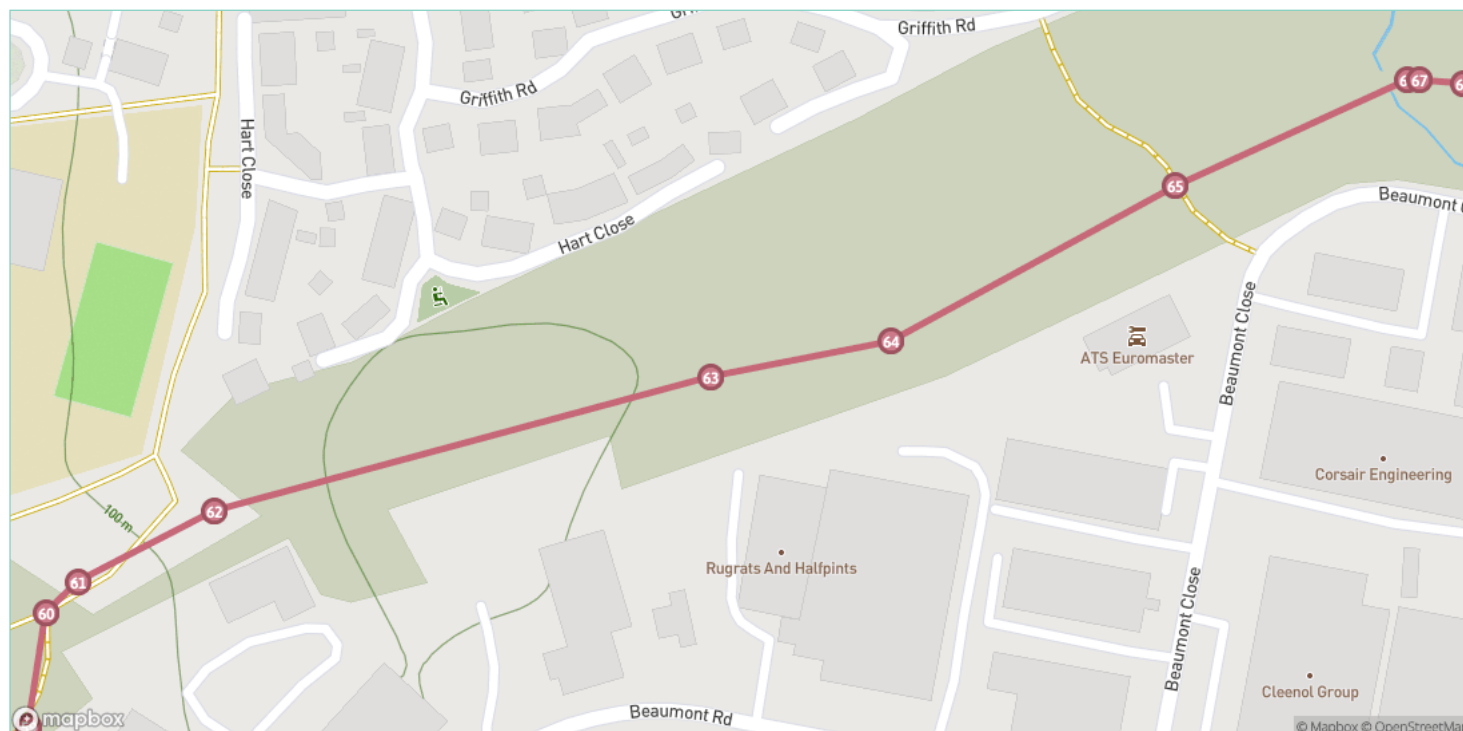 Griffith Rd
Griffith Rd
Hart Close
Hart Close
67
65
Beaumont
64
63
ATS Euromaster
Beaumont Close
Corsair Engineering
62
100 m
Rugrats And Halfpints
61
60
Beaumont Close
Cleenol Group
Beaumont Rd
mapbox
© Mapbox © OpenStreetMa